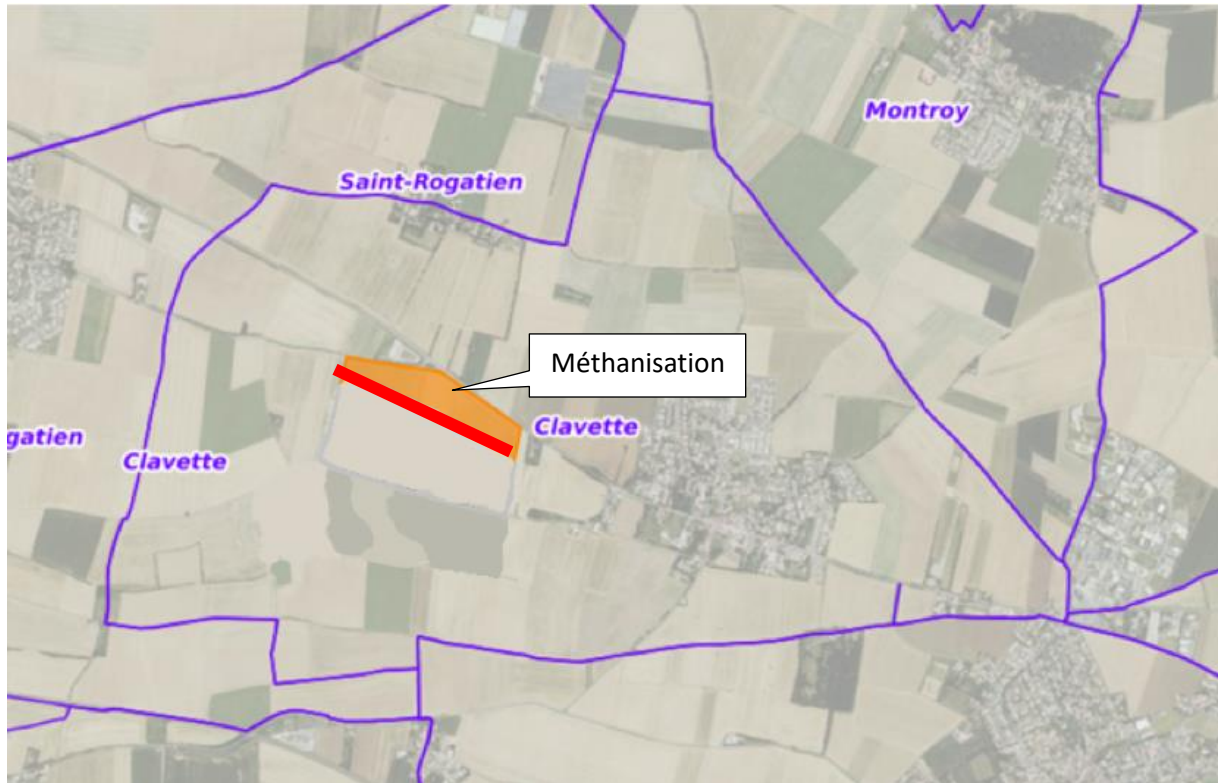 Montroy
Saint-Rogatien
Méthanisation
Clavette
gatien
Clavette